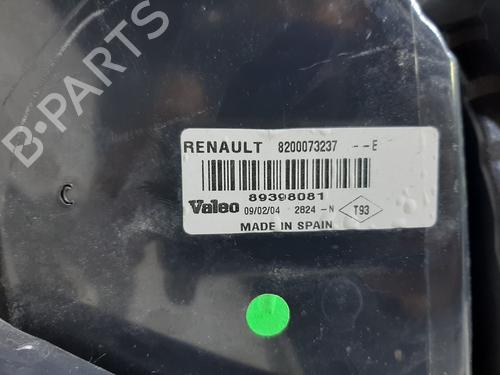 B-PARTS
RENAULT 8200073237 --E
89398081
Valeo 09/02/04 2824-N T93
MADE IN SPAIN
C